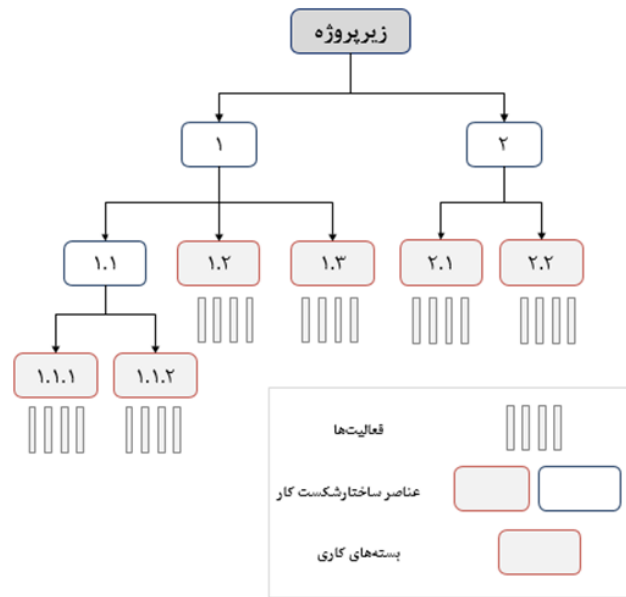 زیرپروژه
۱
۲
۱.۱
۱.۲
۱.۳
۲.۱
۲.۲
۱.۱.۱
۱.۱.۲
فعالیت‌ها
عناصر ساختارشکست کار
بسته‌های کاری